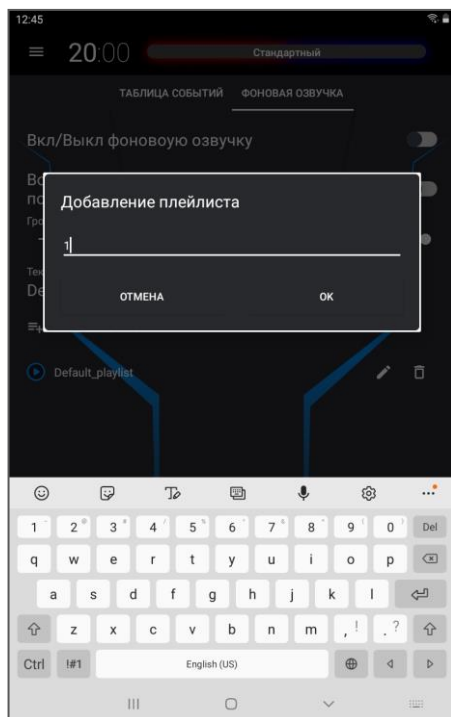 12:45
20:00 Стандартный
ТАБЛИЦА СОБЫТИЙ ФОНОВАЯ ОЗВУЧКА
Вкл/Выкл фоновоую озвучку
Добавление плейлиста
1
ОТМЕНА OK
Default_playlist
1 2 @ 3 # 4 / 5 % 6 ^ 7 & 8 * 9 ( 0 ) Del
q w e r t y u i o p
a s d f g h j k l
z x c v b n m , ! . ?
Ctrl !#1 English (US)